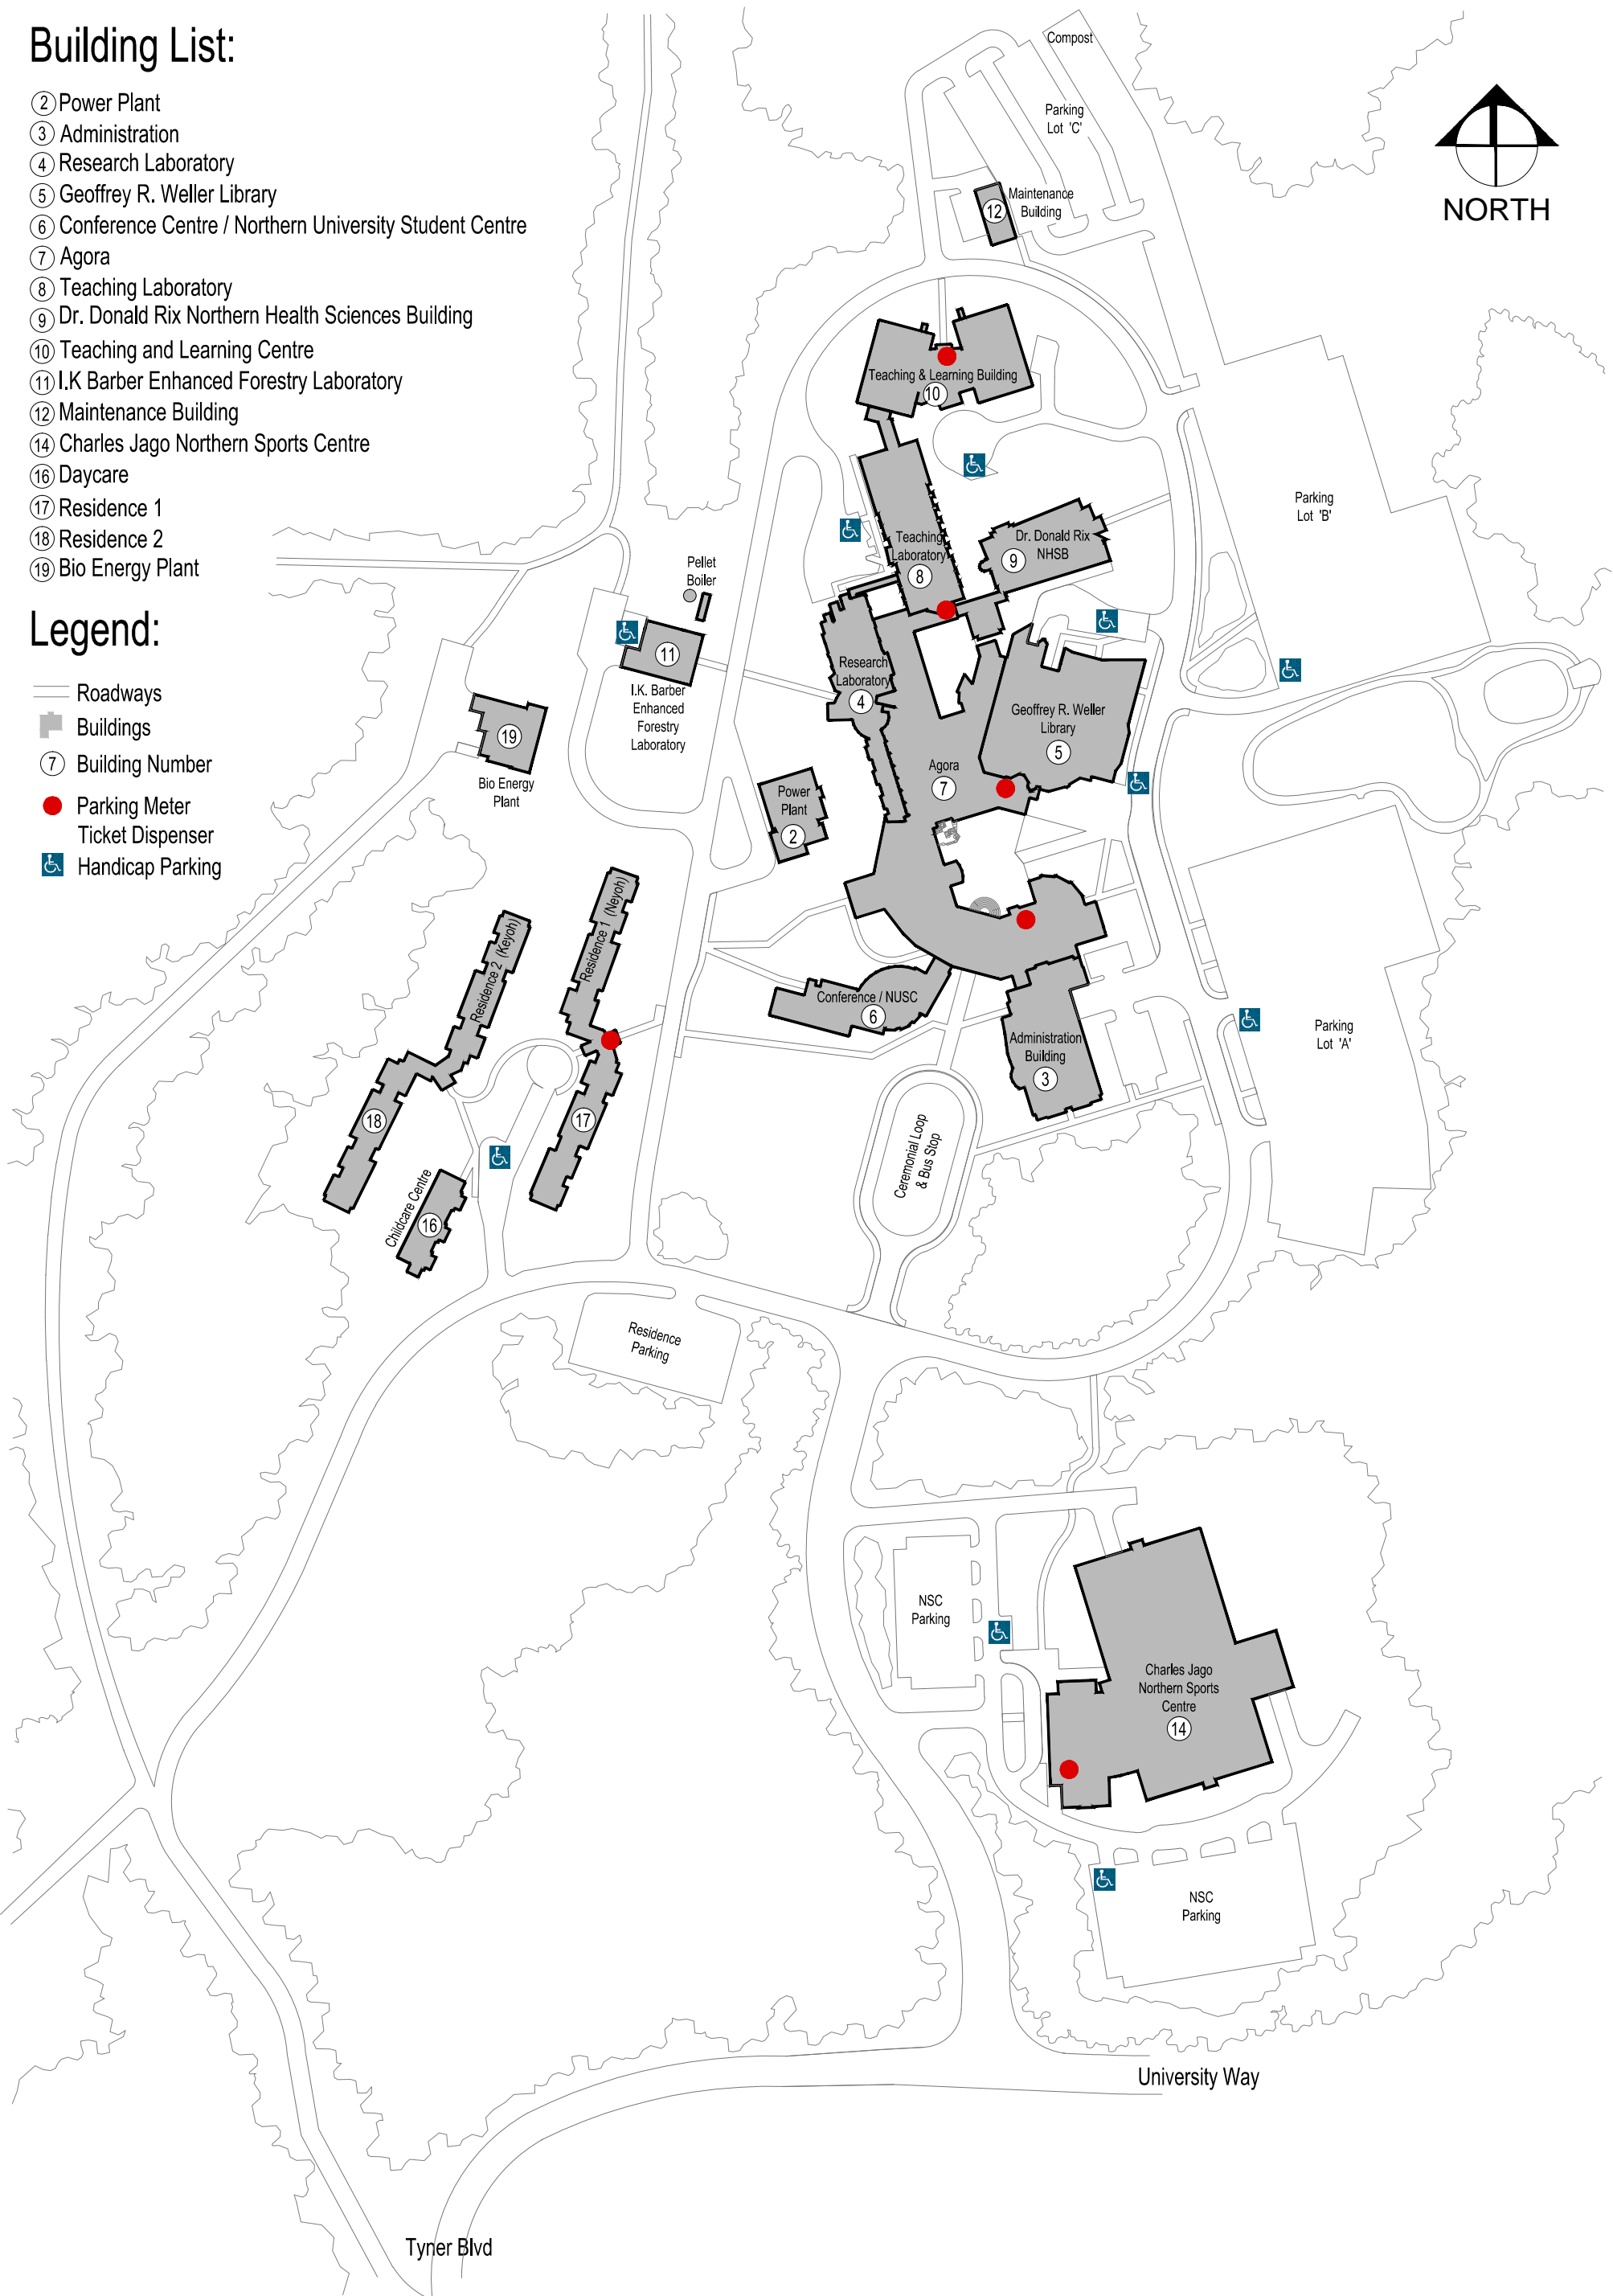 Building List:
2 Power Plant
3 Administration
4 Research Laboratory
5 Geoffrey R. Weller Library
6 Conference Centre / Northern University Student Centre
7 Agora
8 Teaching Laboratory
9 Dr. Donald Rix Northern Health Sciences Building
10 Teaching and Learning Centre
11 I.K Barber Enhanced Forestry Laboratory
12 Maintenance Building
14 Charles Jago Northern Sports Centre
16 Daycare
17 Residence 1
18 Residence 2
19 Bio Energy Plant
Legend:
Roadways
Buildings
7 Building Number
Parking Meter
Ticket Dispenser
Handicap Parking
NORTH
Compost
Parking
Lot 'C'
Maintenance
Building
12
Teaching & Learning Building
10
Parking
Lot 'B'
Teaching
Laboratory
8
Dr. Donald Rix
NHSB
9
Pellet
Boiler
11
I.K. Barber
Enhanced
Forestry
Laboratory
Research
Laboratory
4
Geoffrey R. Weller
Library
5
19
Bio Energy
Plant
Agora
7
Power
Plant
2
Residence 1 (Neyoh)
17
Residence 2 (Keyoh)
18
Conference / NUSC
6
Administration
Building
3
Parking
Lot 'A'
Ceremonial Loop
& Bus Stop
Childcare Centre
16
Residence
Parking
NSC
Parking
Charles Jago
Northern Sports
Centre
14
NSC
Parking
University Way
Tyner Blvd